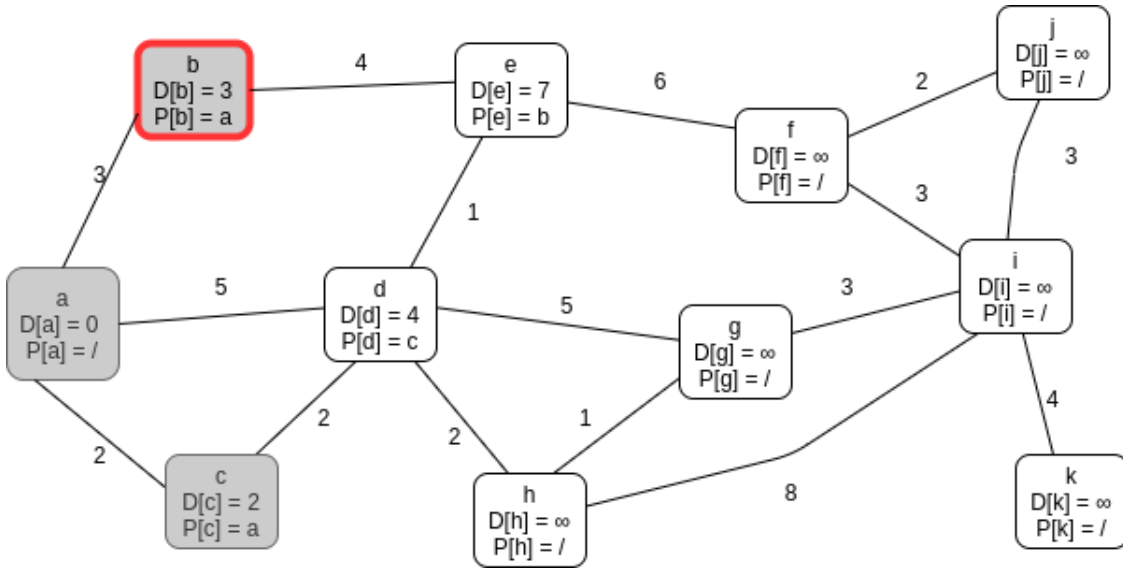 b
D[b] = 3
P[b] = a
4
e
D[e] = 7
P[e] = b
6
2
j
D[j] = ∞
P[j] = /
f
D[f] = ∞
P[f] = /
3
3
3
1
a
D[a] = 0
P[a] = /
5
d
D[d] = 4
P[d] = c
5
g
D[g] = ∞
P[g] = /
3
i
D[i] = ∞
P[i] = /
2
c
D[c] = 2
P[c] = a
2
2
1
h
D[h] = ∞
P[h] = /
8
4
k
D[k] = ∞
P[k] = /